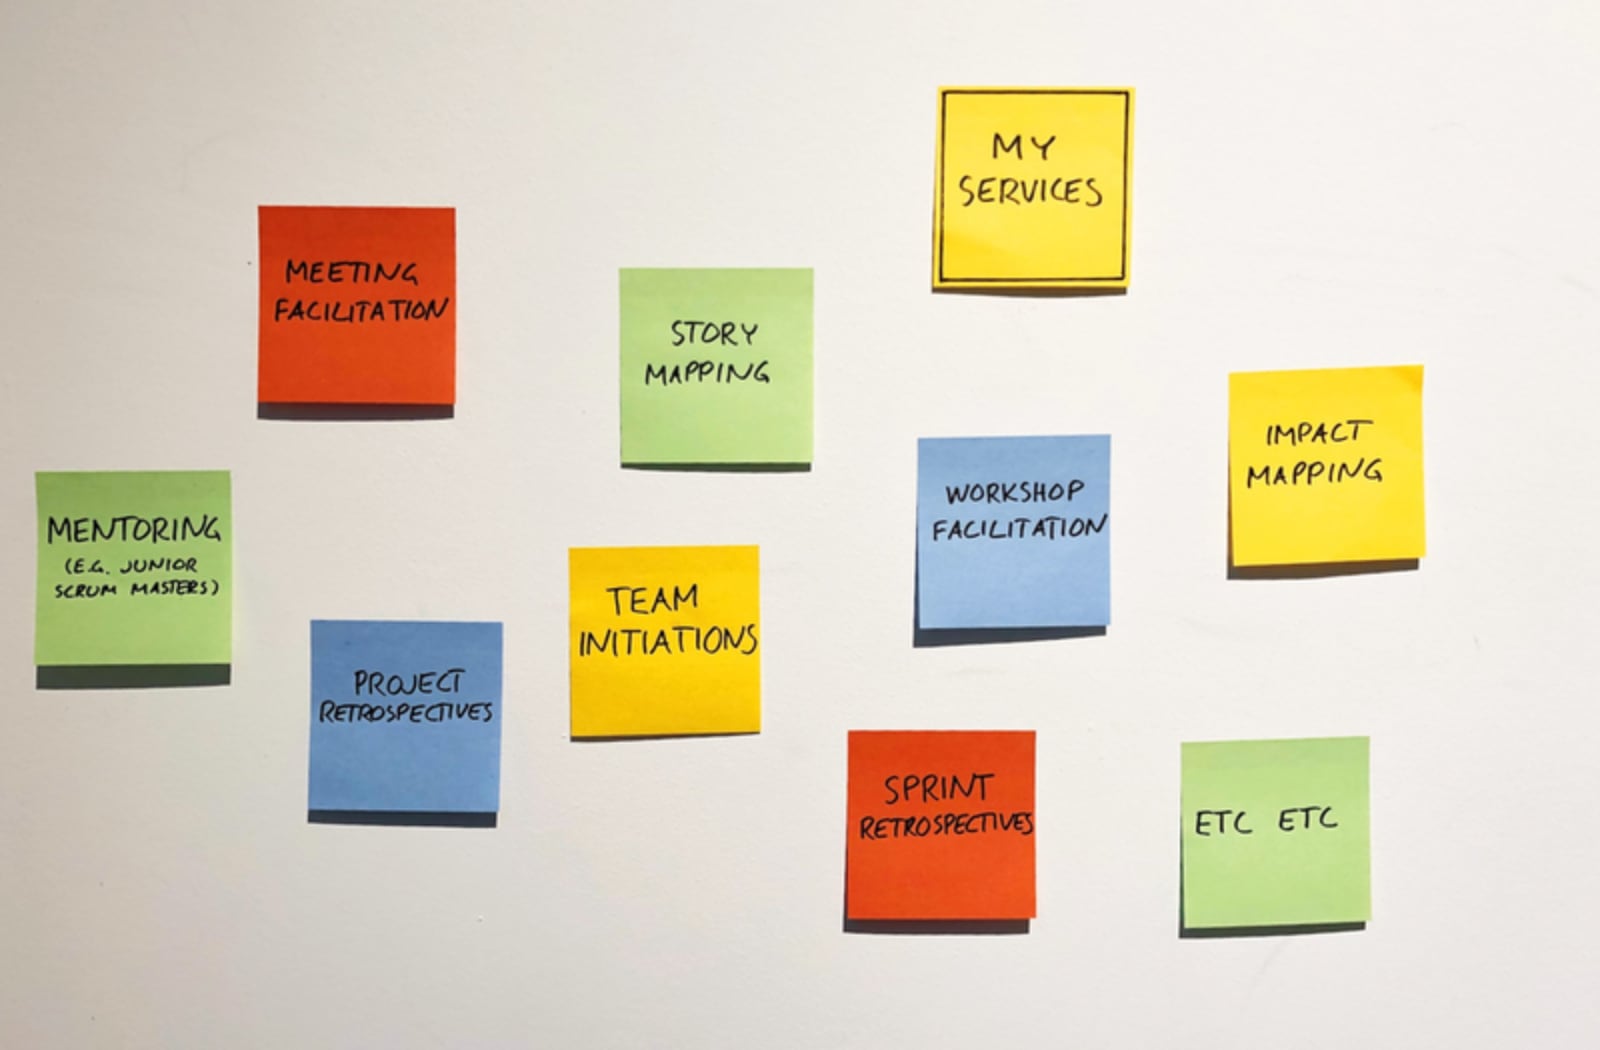 MY
SERVICES
MEETING
FACILITATION
STORY
MAPPING
IMPACT
MAPPING
WORKSHOP
FACILITATION
MENTORING
(E.G. JUNIOR
SCRUM MASTERS)
TEAM
INITIATIONS
PROJECT
RETROSPECTIVES
SPRINT
RETROSPECTIVES
ETC ETC